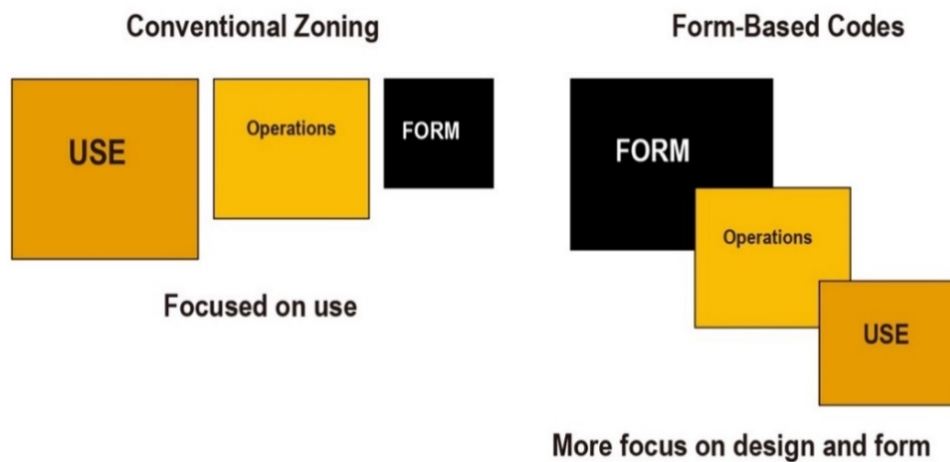 Conventional Zoning
USE
Operations
FORM
Focused on use
Form-Based Codes
FORM
Operations
USE
More focus on design and form